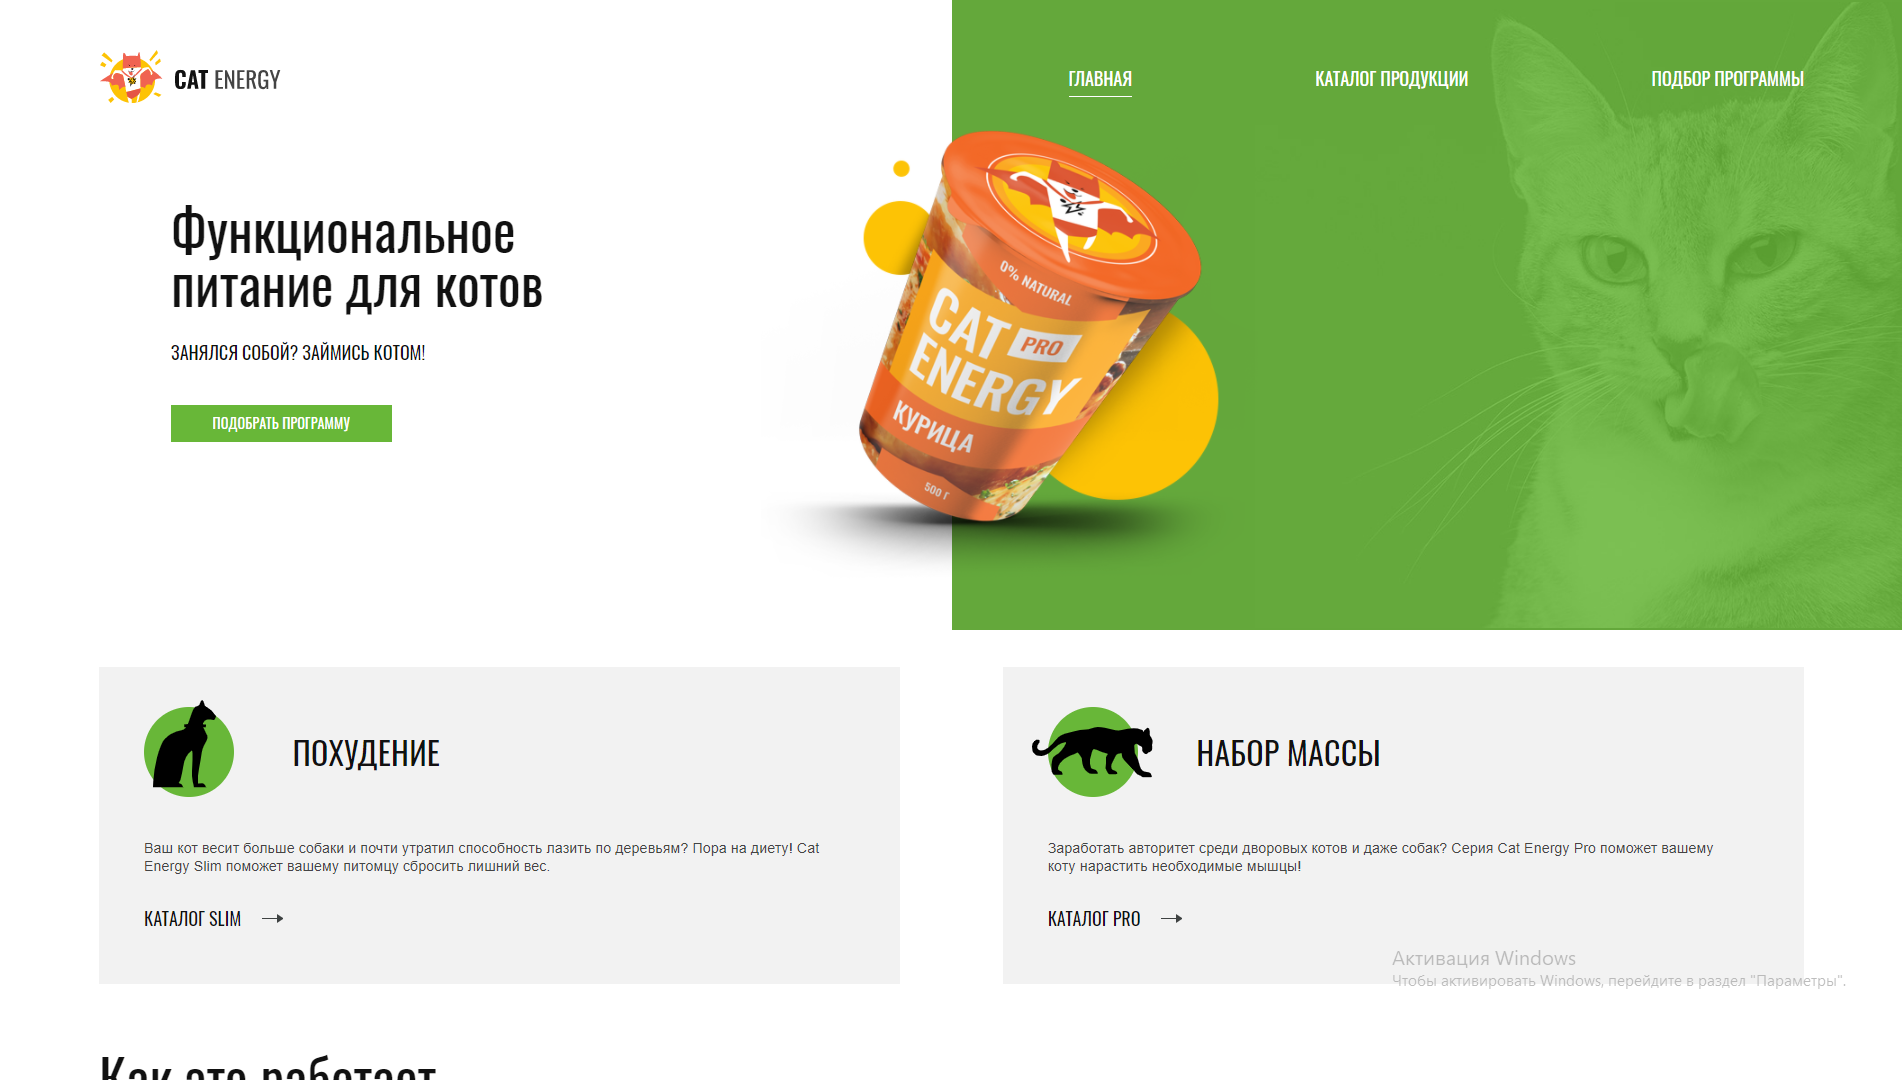 CAT ENERGY
ГЛАВНАЯ
КАТАЛОГ ПРОДУКЦИИ
ПОДБОР ПРОГРАММЫ
Функциональное
питание для котов
ЗАНЯЛСЯ СОБОЙ? ЗАЙМИСЬ КОТОМ!
ПОДОБРАТЬ ПРОГРАММУ
0% NATURAL
CAT PRO
ENERGY
КУРИЦА
500 Г
ПОХУДЕНИЕ
Ваш кот весит больше собаки и почти утратил способность лазить по деревьям? Пора на диету! Cat
Energy Slim поможет вашему питомцу сбросить лишний вес.
КАТАЛОГ SLIM
НАБОР МАССЫ
Заработать авторитет среди дворовых котов и даже собак? Серия Cat Energy Pro поможет вашему
коту нарастить необходимые мышцы!
КАТАЛОГ PRO
Активация Windows
Чтобы активировать Windows, перейдите в раздел "Параметры".
Как это работает